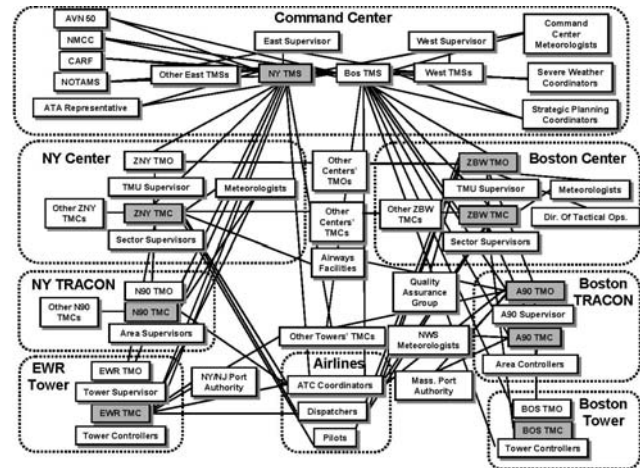 Command Center
AVN 50
NMCC
CARF
NOTAMS
ATA Representative
Other East TMSs
East Supervisor
NY TMS
Bos TMS
West Supervisor
West TMSs
Command
Center
Meteorologists
Severe Weather
Coordinators
Strategic Planning
Coordinators
NY Center
ZNY TMO
TMU Supervisor
Meteorologists
Other ZNY
TMCs
ZNY TMC
Sector Supervisors
Other
Centers'
TMOs
Other
Centers'
TMCs
Airways
Facilities
Boston Center
ZBW TMO
TMU Supervisor
Meteorologists
Other ZBW
TMCs
ZBW TMC
Dir. Of Tactical Ops.
Sector Supervisors
NY TRACON
N90 TMO
Other N90
TMCs
N90 TMC
Area Supervisors
Quality
Assurance
Group
Other Towers' TMCs
NWS
Meteorologists
Boston
TRACON
A90 TMO
A90 Supervisor
A90 TMC
Area Controllers
EWR
Tower
EWR TMO
Tower Supervisor
EWR TMC
Tower Controllers
NY/NJ Port
Authority
Airlines
ATC Coordinators
Dispatchers
Pilots
Mass. Port
Authority
Boston
Tower
BOS TMO
BOS TMC
Tower Controllers